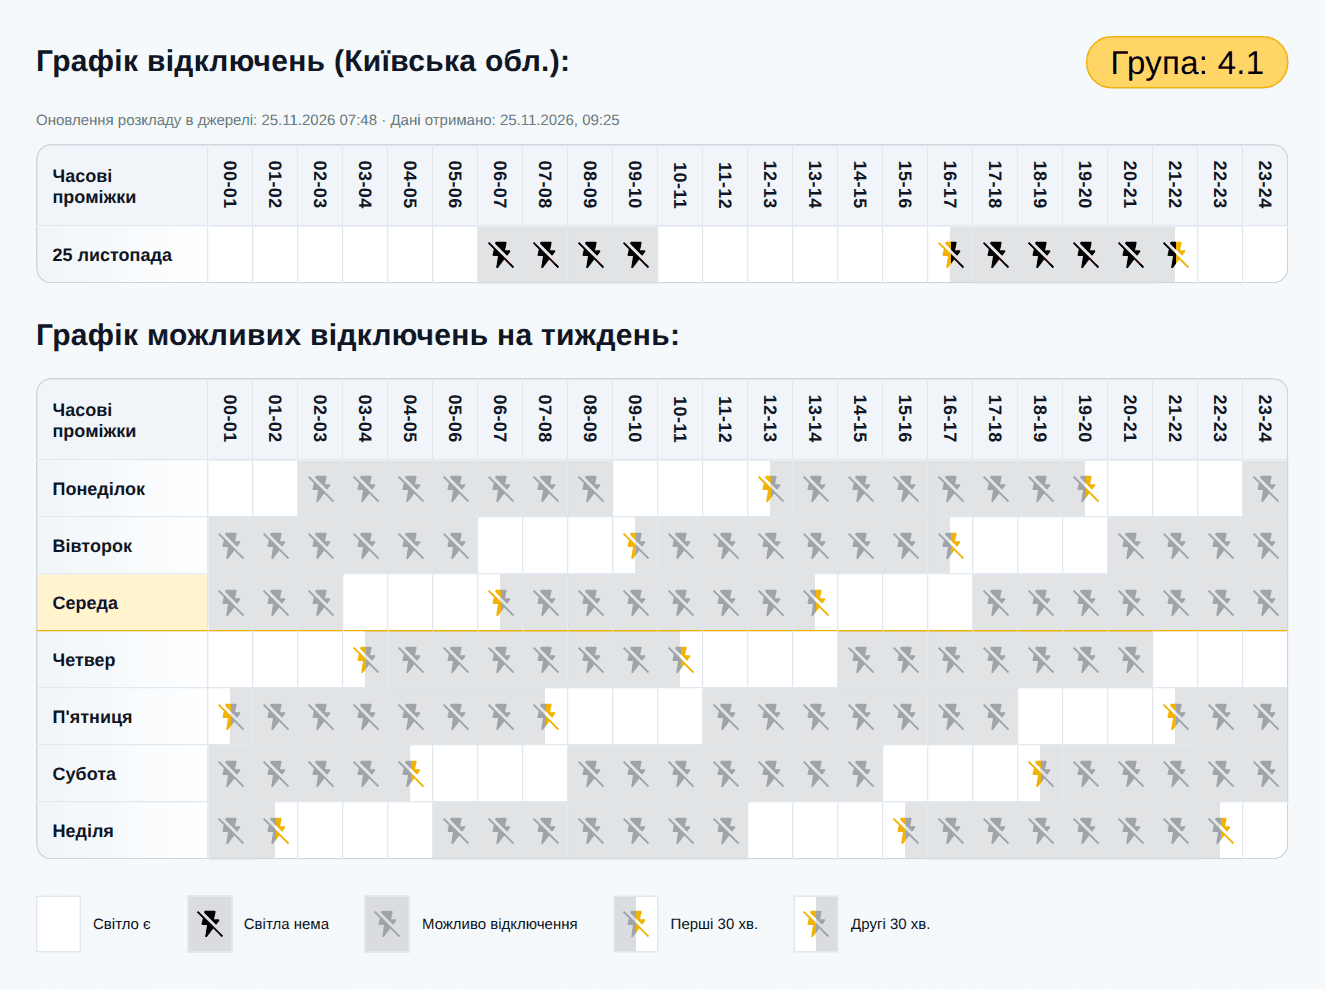 Графік відключень (Київська обл.):
Група: 4.1
Оновлення розкладу в джерелі: 25.11.2026 07:48 · Дані отримано: 25.11.2026, 09:25
Часові проміжки 00-01 01-02 02-03 03-04 04-05 05-06 06-07 07-08 08-09 09-10 10-11 11-12 12-13 13-14 14-15 15-16 16-17 17-18 18-19 19-20 20-21 21-22 22-23 23-24
25 листопада
Графік можливих відключень на тиждень:
Часові проміжки 00-01 01-02 02-03 03-04 04-05 05-06 06-07 07-08 08-09 09-10 10-11 11-12 12-13 13-14 14-15 15-16 16-17 17-18 18-19 19-20 20-21 21-22 22-23 23-24
Понеділок
Вівторок
Середа
Четвер
П'ятниця
Субота
Неділя
Світло є Світла нема Можливо відключення Перші 30 хв. Другі 30 хв.